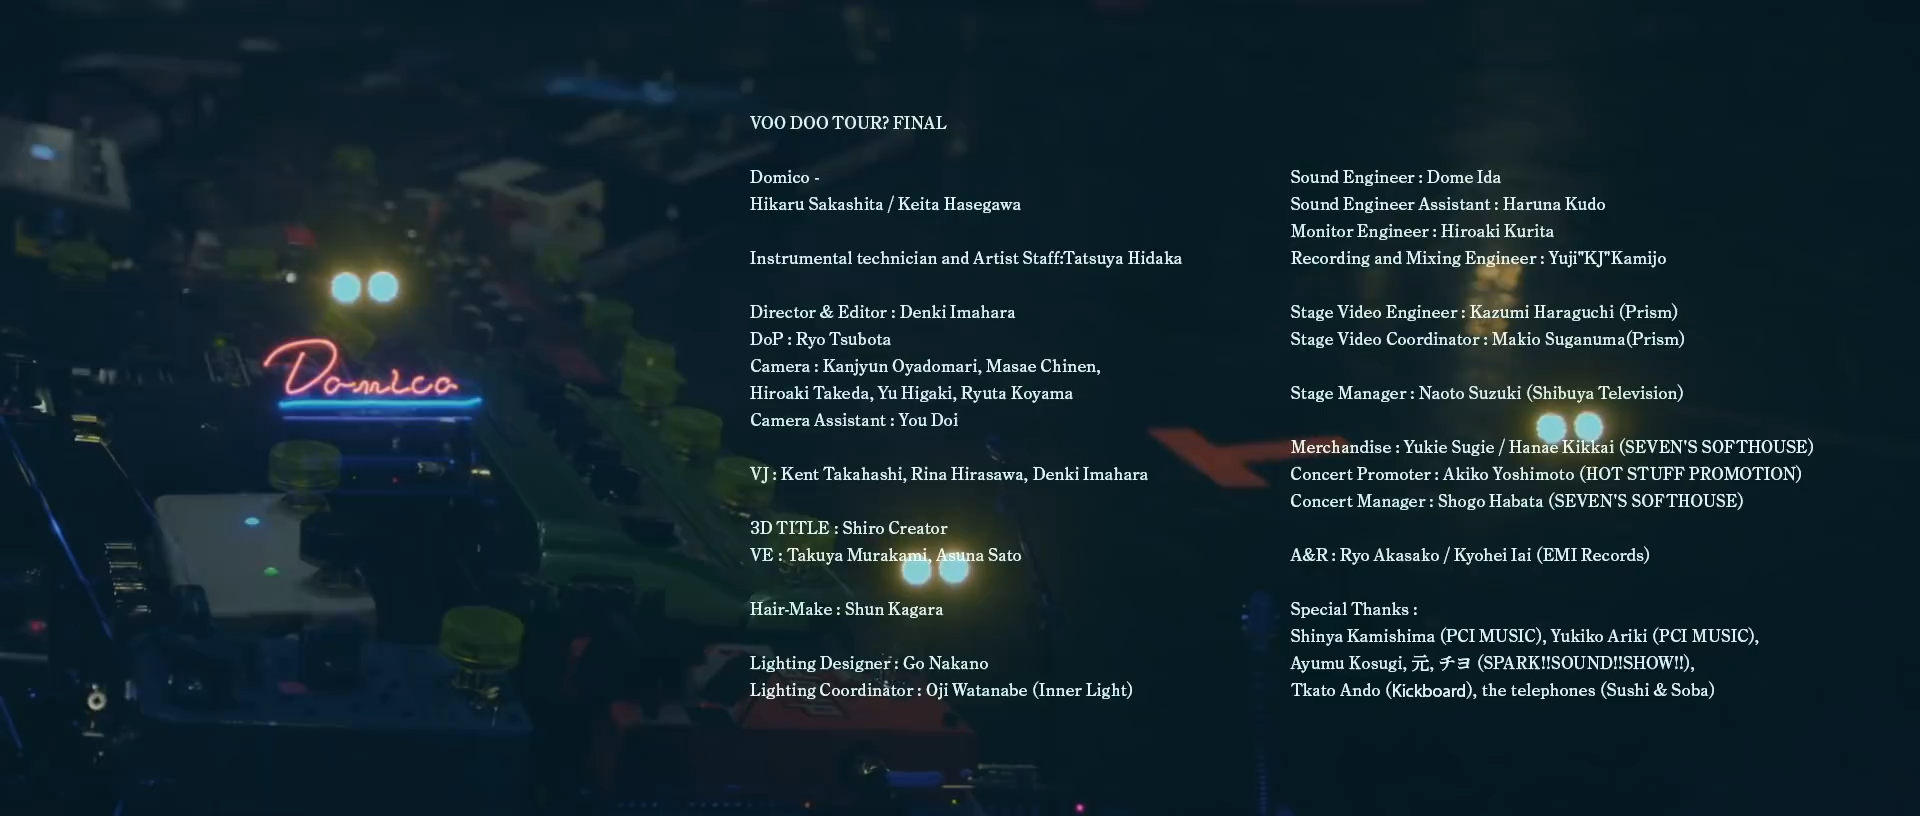 Domico
VOO DOO TOUR? FINAL
Domico -
Hikaru Sakashita / Keita Hasegawa
Instrumental technician and Artist Staff:Tatsuya Hidaka
Director & Editor : Denki Imahara
DoP : Ryo Tsubota
Camera : Kanjyun Oyadomari, Masae Chinen,
Hiroaki Takeda, Yu Higaki, Ryuta Koyama
Camera Assistant : You Doi
VJ : Kent Takahashi, Rina Hirasawa, Denki Imahara
3D TITLE : Shiro Creator
VE : Takuya Murakami, Asuna Sato
Hair-Make : Shun Kagara
Lighting Designer : Go Nakano
Lighting Coordinator : Oji Watanabe (Inner Light)
Sound Engineer : Dome Ida
Sound Engineer Assistant : Haruna Kudo
Monitor Engineer : Hiroaki Kurita
Recording and Mixing Engineer : Yuji"KJ"Kamijo
Stage Video Engineer : Kazumi Haraguchi (Prism)
Stage Video Coordinator : Makio Suganuma(Prism)
Stage Manager : Naoto Suzuki (Shibuya Television)
Merchandise : Yukie Sugie / Hanae Kikkai (SEVEN'S SOFTHOUSE)
Concert Promoter : Akiko Yoshimoto (HOT STUFF PROMOTION)
Concert Manager : Shogo Habata (SEVEN'S SOFTHOUSE)
A&R : Ryo Akasako / Kyohei Iai (EMI Records)
Special Thanks :
Shinya Kamishima (PCI MUSIC), Yukiko Ariki (PCI MUSIC),
Ayumu Kosugi, 元, チヨ (SPARK!!SOUND!!SHOW!!),
Tkato Ando (Kickboard), the telephones (Sushi & Soba)